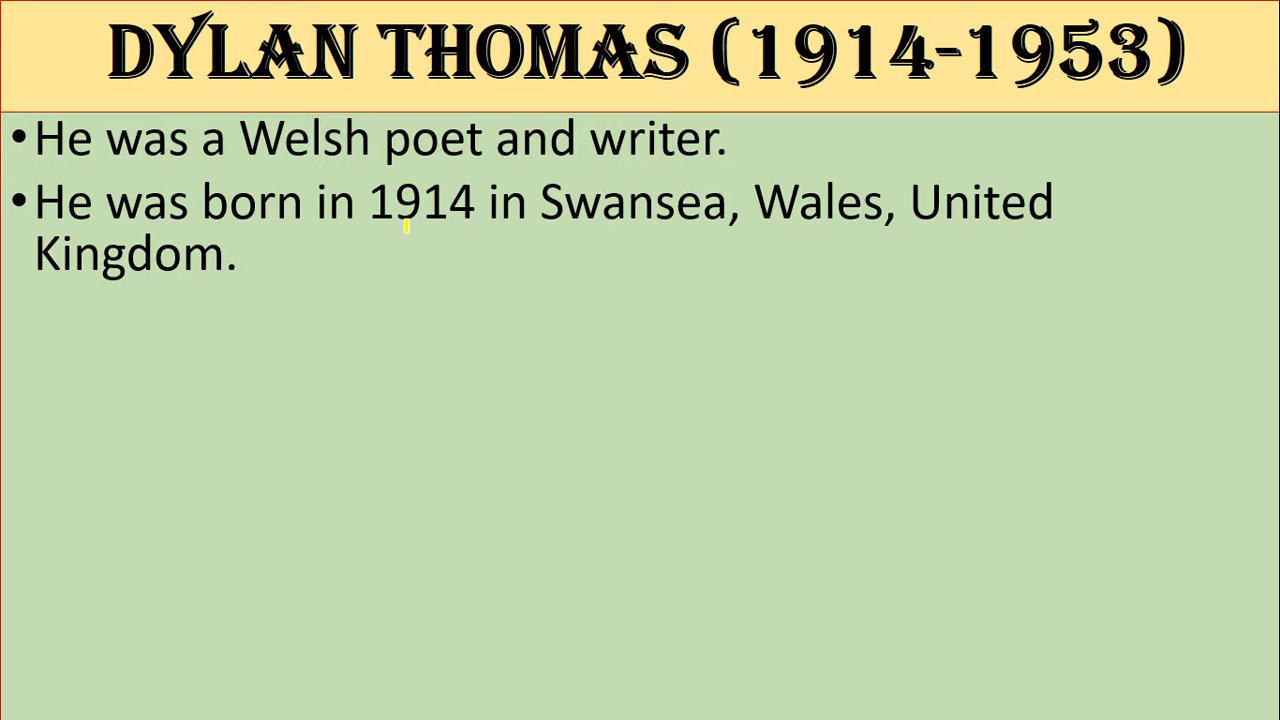 DYLAN THOMAS (1914-1953)
•He was a Welsh poet and writer.
•He was born in 1914 in Swansea, Wales, United
Kingdom.